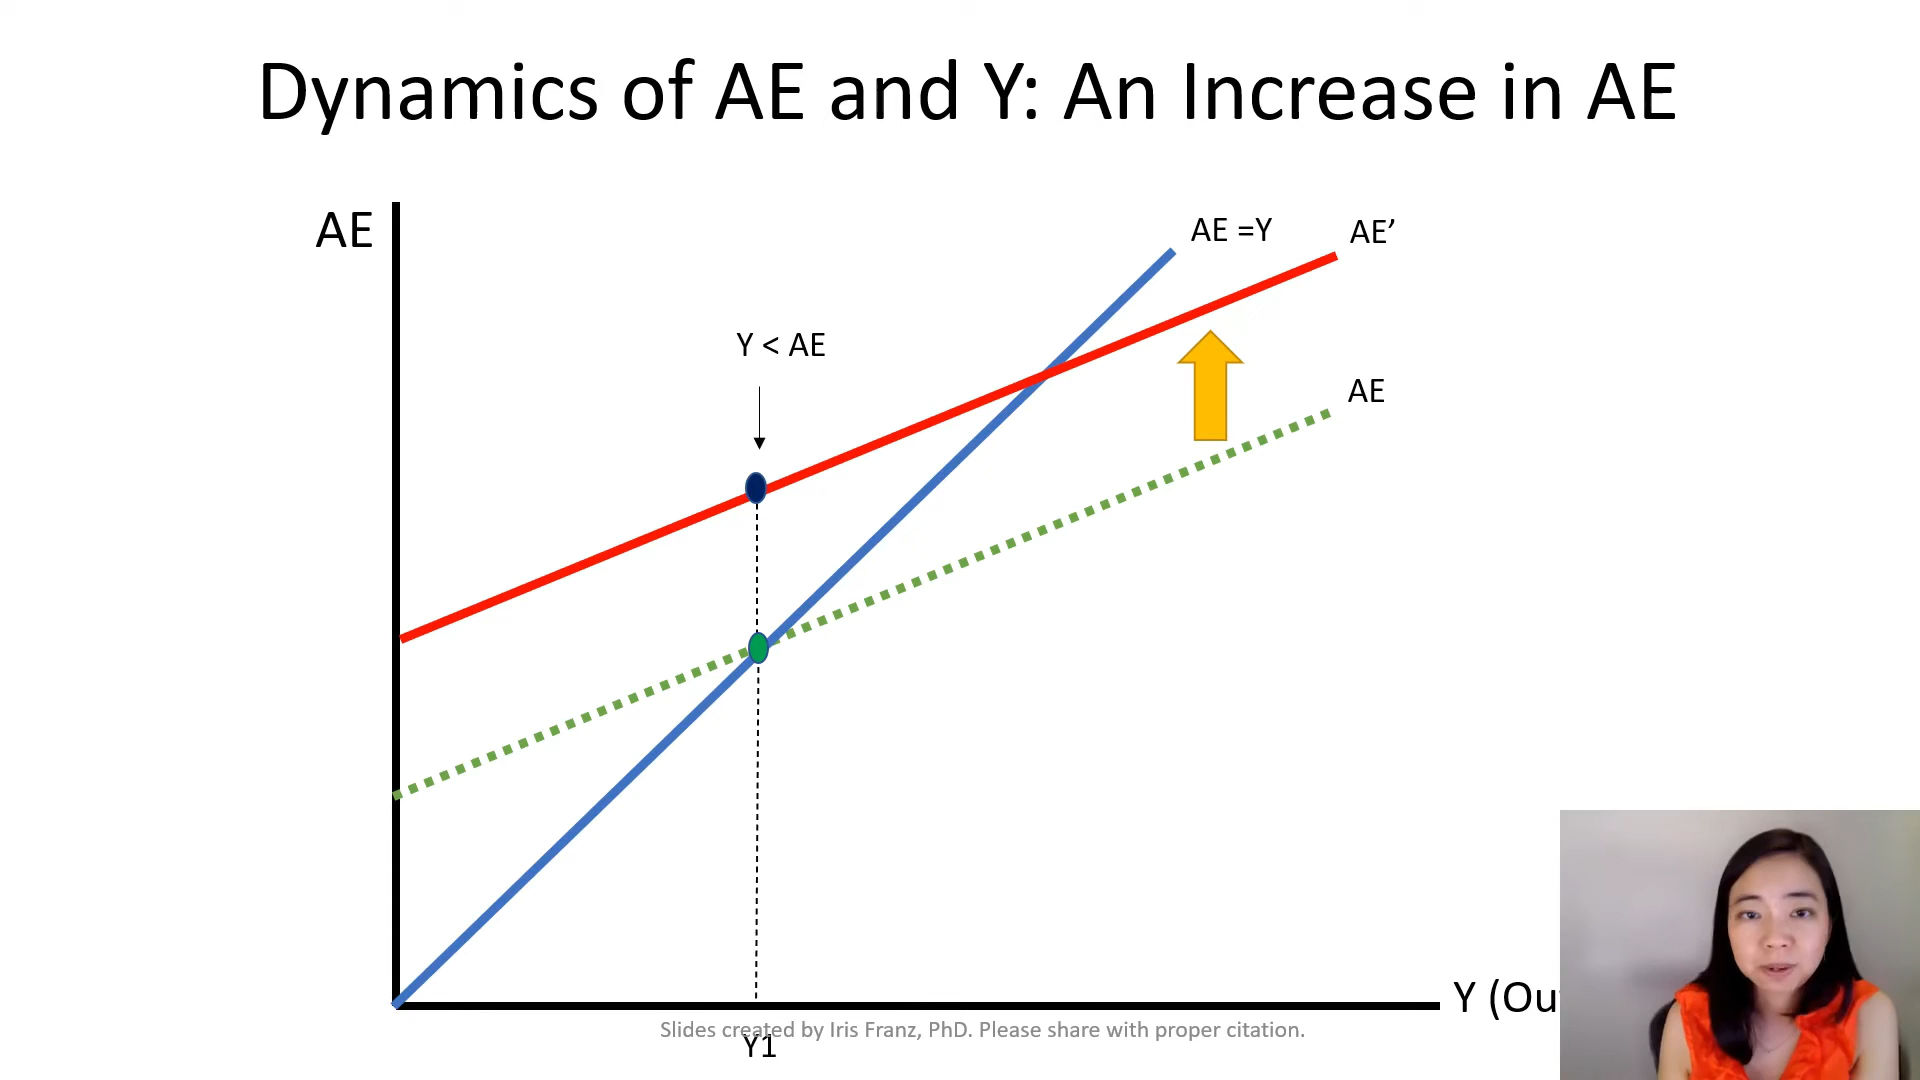 Dynamics of AE and Y: An Increase in AE
AE
AE =Y
AE’
Y < AE
AE
Y (Ou
Slides created by Iris Franz, PhD. Please share with proper citation.
Y1